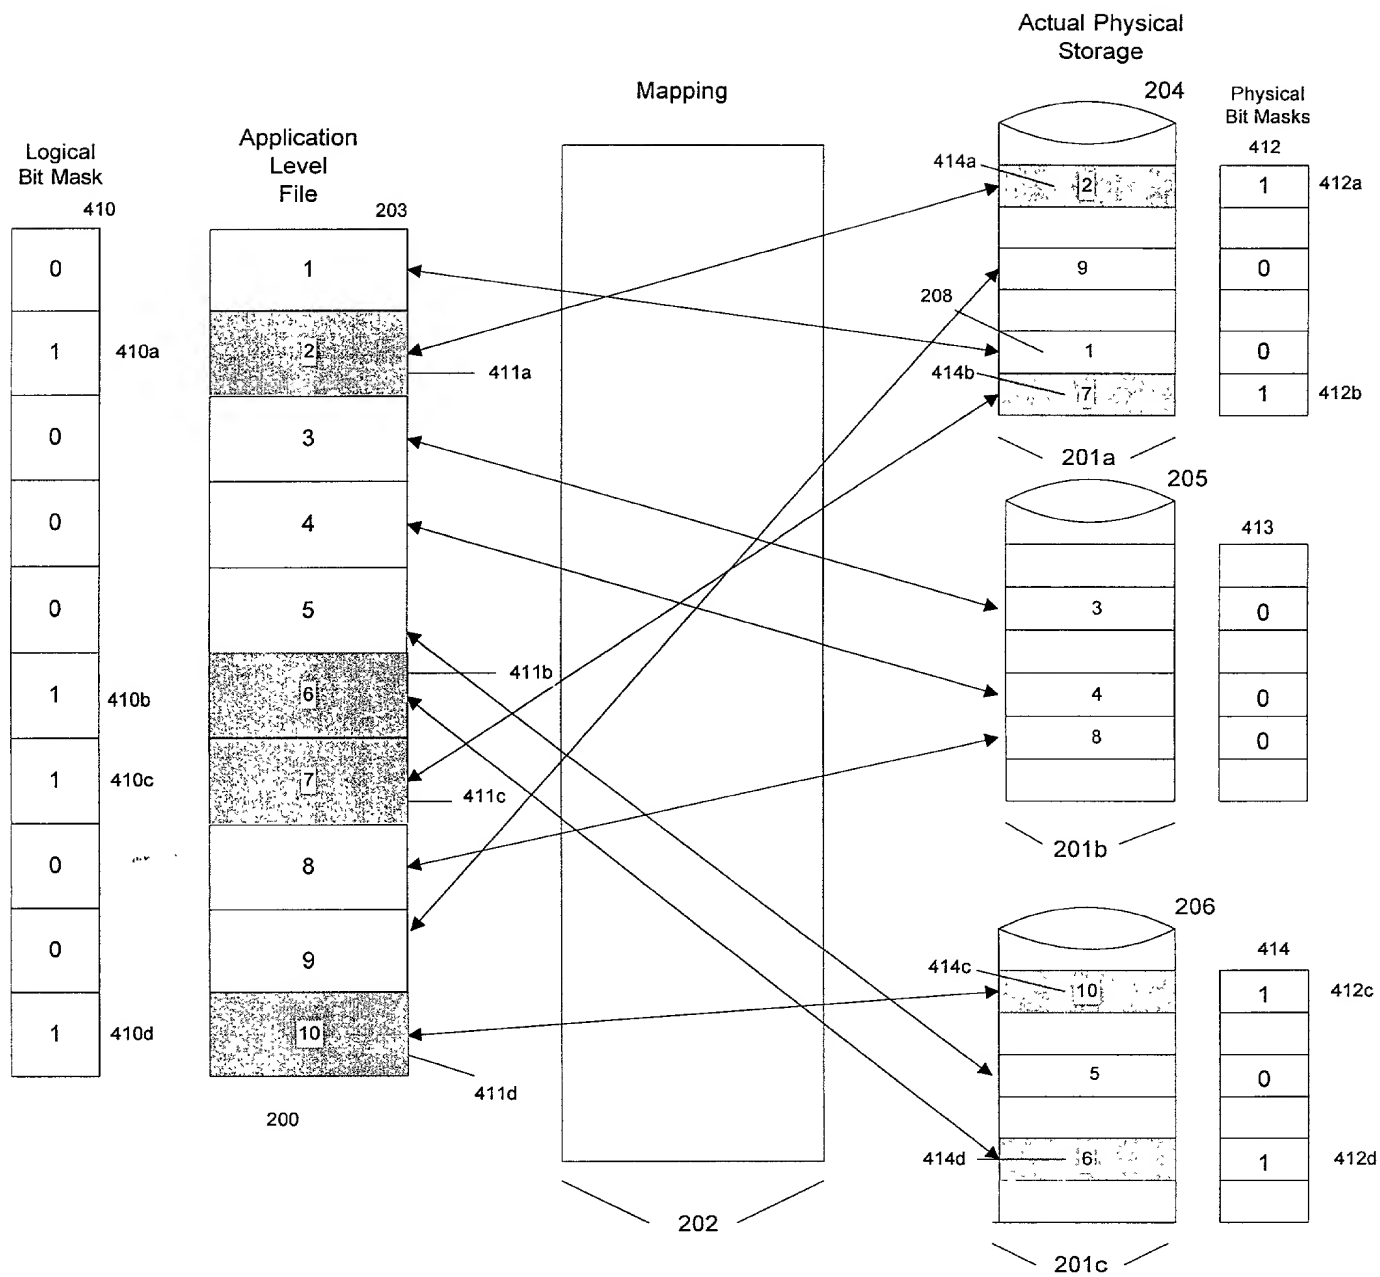 Actual Physical
Storage
204
Mapping
Physical
Bit Masks
412
Application
Level
File
203
Logical
Bit Mask
410
0
1
0
0
0
1
1
0
0
1
410a
410b
410c
410d
1
2
3
4
5
6
7
8
9
10
411a
411b
411c
411d
200
202
414a
2
9
208
1
414b
7
201a
1
0
0
1
412a
412b
205
3
4
8
201b
413
0
0
0
206
414c
10
5
414d
6
201c
414
1
0
1
412c
412d